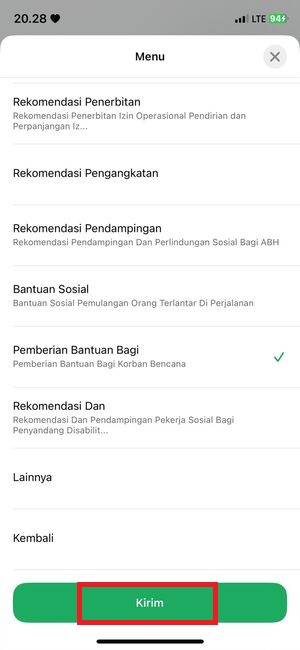 20.28
LTE 94
Menu
Rekomendasi Penerbitan
Rekomendasi Penerbitan Izin Operasional Pendirian dan
Perpanjangan Iz...
Rekomendasi Pengangkatan
Rekomendasi Pendampingan
Rekomendasi Pendampingan Dan Perlindungan Sosial Bagi ABH
Bantuan Sosial
Bantuan Sosial Pemulangan Orang Terlantar Di Perjalanan
Pemberian Bantuan Bagi
Pemberian Bantuan Bagi Korban Bencana
Rekomendasi Dan
Rekomendasi Dan Pendampingan Pekerja Sosial Bagi
Penyandang Disabilit...
Lainnya
Kembali
Kirim